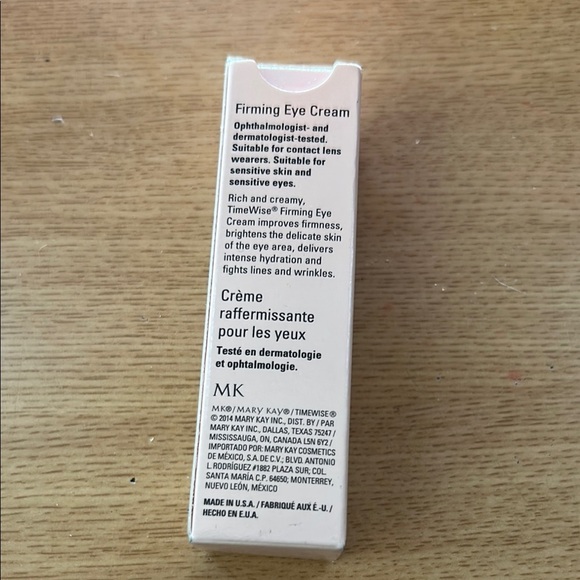 Firming Eye Cream
Ophthalmologist- and
dermatologist-tested.
Suitable for contact lens
wearers. Suitable for
sensitive skin and
sensitive eyes.
Rich and creamy,
TimeWise® Firming Eye
Cream improves firmness,
brightens the delicate skin
of the eye area, delivers
intense hydration and
fights lines and wrinkles.
Crème
raffermissante
pour les yeux
Testé en dermatologie
et ophtalmologie.
MK
MK®/MARY KAY®/TIMEWISE®
© 2014 MARY KAY INC., DIST. BY / PAR
MARY KAY INC., DALLAS, TEXAS 75247 /
MISSISSAUGA, ON, CANADA L5N 6Y2 /
IMPORTADO POR: MARY KAY COSMETICS
DE MÉXICO, S.A. DE C.V.; BLVD. ANTONIO
L. RODRÍGUEZ #1882 PLAZA SUR; COL.
SANTA MARÍA C.P. 64650; MONTERREY,
NUEVO LEÓN, MÉXICO
MADE IN U.S.A. / FABRIQUÉ AUX É.-U. /
HECHO EN E.U.A.